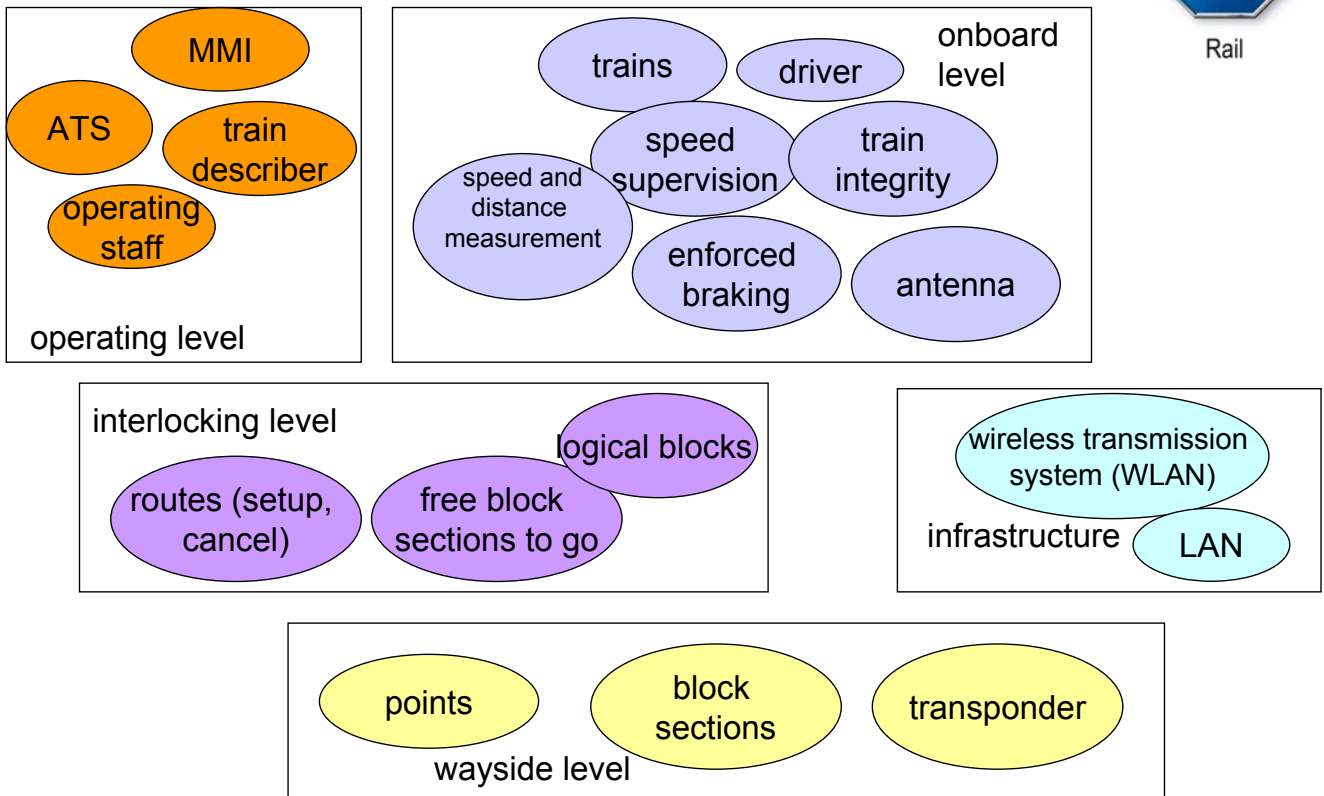 MMI
ATS
train
describer
operating
staff
operating level
onboard
level
trains
driver
speed
supervision
train
integrity
speed and
distance
measurement
enforced
braking
antenna
Rail
interlocking level
logical blocks
routes (setup,
cancel)
free block
sections to go
wireless transmission
system (WLAN)
infrastructure
LAN
points
block
sections
transponder
wayside level